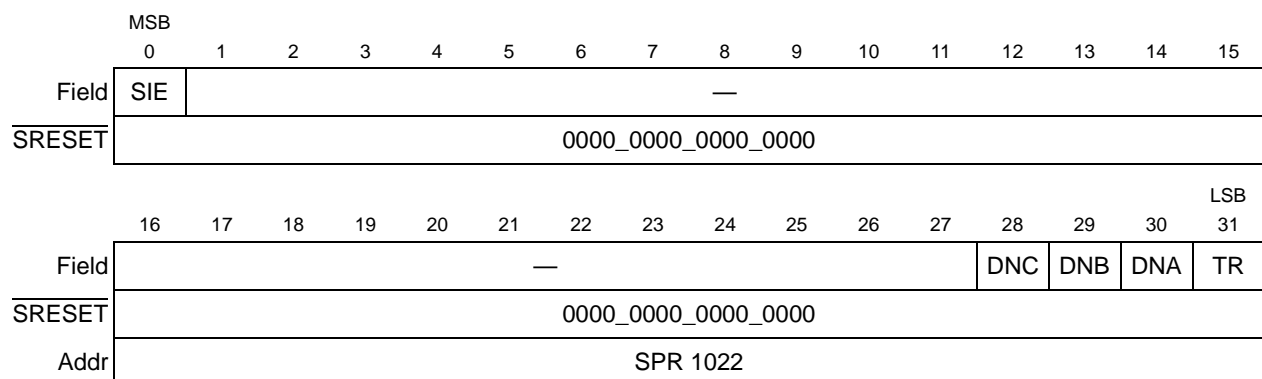 MSB
0 1 2 3 4 5 6 7 8 9 10 11 12 13 14 15
Field SIE —
SRESET 0000_0000_0000_0000
LSB
16 17 18 19 20 21 22 23 24 25 26 27 28 29 30 31
Field — DNC DNB DNA TR
SRESET 0000_0000_0000_0000
Addr SPR 1022